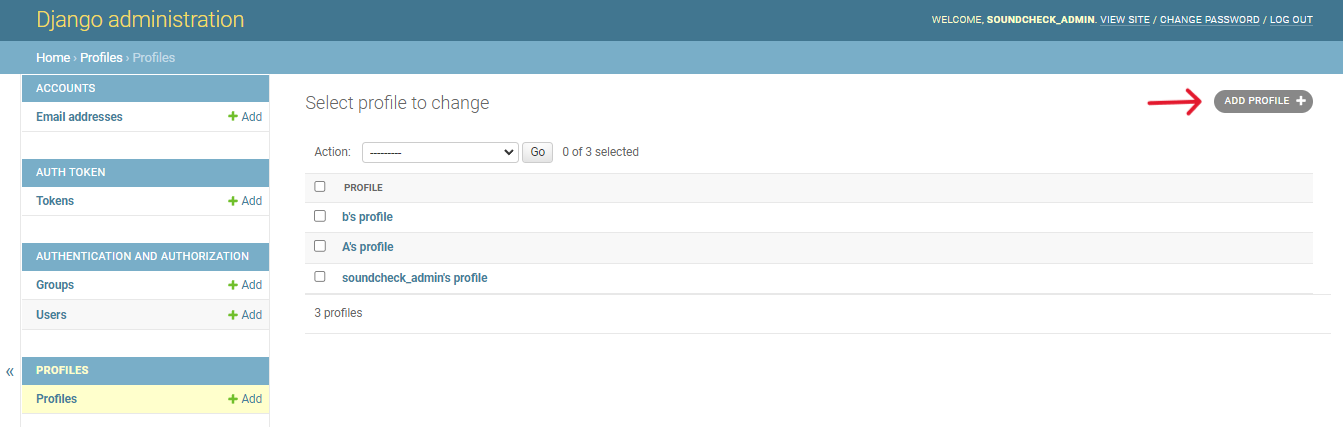 Django administration
WELCOME, SOUNDCHECK_ADMIN. VIEW SITE / CHANGE PASSWORD / LOG OUT
Home › Profiles › Profiles
ACCOUNTS
Email addresses + Add
AUTH TOKEN
Tokens + Add
AUTHENTICATION AND AUTHORIZATION
Groups + Add
Users + Add
PROFILES
Profiles + Add
«
Select profile to change
ADD PROFILE +
Action: --------- Go 0 of 3 selected
PROFILE
b's profile
A's profile
soundcheck_admin's profile
3 profiles